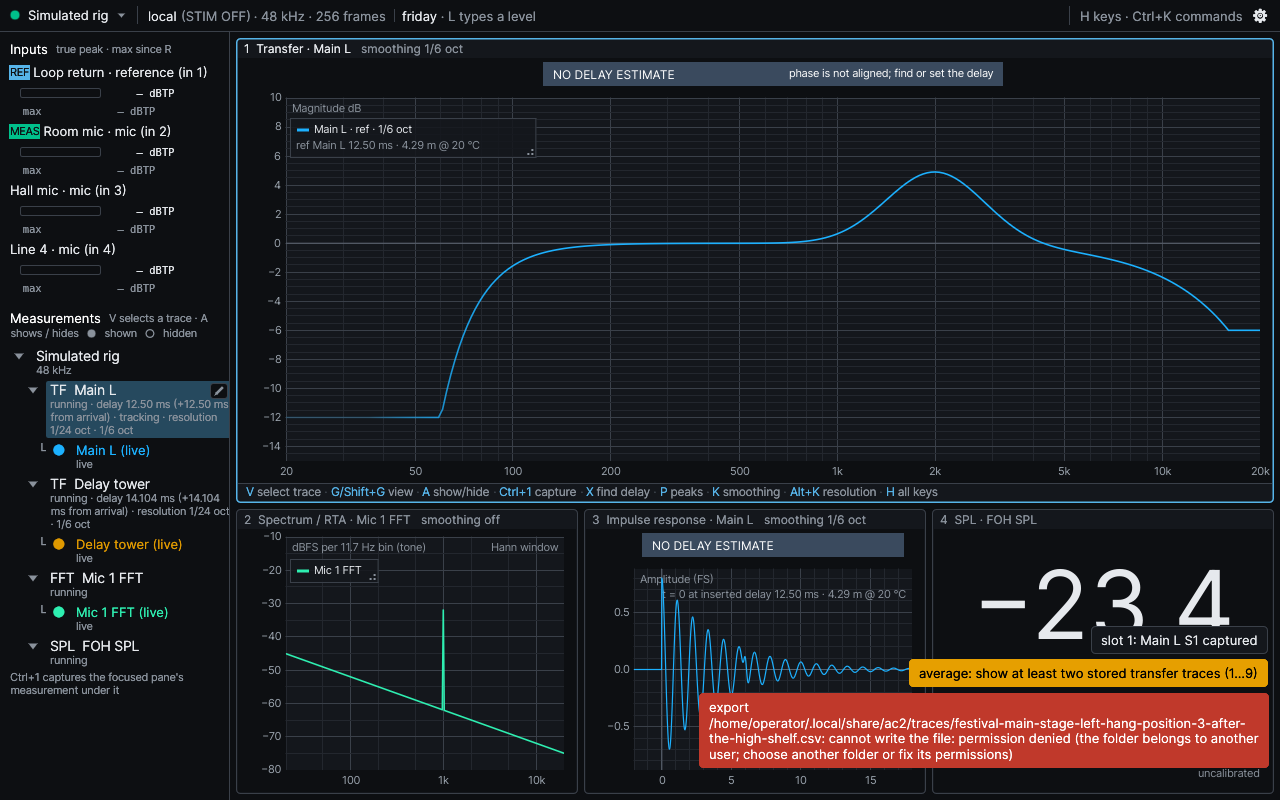 Simulated rig
local (STIM OFF) · 48 kHz · 256 frames
friday · L types a level
H keys · Ctrl+K commands
Inputs true peak · max since R
REF Loop return · reference (in 1)
— dBTP
max — dBTP
MEAS Room mic · mic (in 2)
— dBTP
max — dBTP
Hall mic · mic (in 3)
— dBTP
max — dBTP
Line 4 · mic (in 4)
— dBTP
max — dBTP
Measurements V selects a trace · A
shows / hides shown hidden
Simulated rig
48 kHz
TF Main L
running · delay 12.50 ms (+12.50 ms
from arrival) · tracking · resolution
1/24 oct · 1/6 oct
Main L (live)
live
TF Delay tower
running · delay 14.104 ms (+14.104
ms from arrival) · resolution 1/24 oct
· 1/6 oct
Delay tower (live)
live
FFT Mic 1 FFT
running
Mic 1 FFT (live)
live
SPL FOH SPL
running
Ctrl+1 captures the focused pane's
measurement under it
1 Transfer · Main L smoothing 1/6 oct
NO DELAY ESTIMATE phase is not aligned; find or set the delay
Magnitude dB
Main L · ref · 1/6 oct
ref Main L 12.50 ms · 4.29 m @ 20 °C
10
8
6
4
2
0
−2
−4
−6
−8
−10
−12
−14
20 50 100 200 500 1k 2k 5k 10k 20k
V select trace · G/Shift+G view · A show/hide · Ctrl+1 capture · X find delay · P peaks · K smoothing · Alt+K resolution · H all keys
2 Spectrum / RTA · Mic 1 FFT smoothing off
dBFS per 11.7 Hz bin (tone) Hann window
Mic 1 FFT
−10
−20
−30
−40
−50
−60
−70
−80
100 1k 10k
3 Impulse response · Main L smoothing 1/6 oct
NO DELAY ESTIMATE
Amplitude (FS)
t = 0 at inserted delay 12.50 ms · 4.29 m @ 20 °C
0.5
0.0
−0.5
0 5 10 15
4 SPL · FOH SPL
−23.4
slot 1: Main L S1 captured
average: show at least two stored transfer traces (1…9)
export
/home/operator/.local/share/ac2/traces/festival-main-stage-left-hang-position-3-after-
the-high-shelf.csv: cannot write the file: permission denied (the folder belongs to another
user; choose another folder or fix its permissions)
uncalibrated